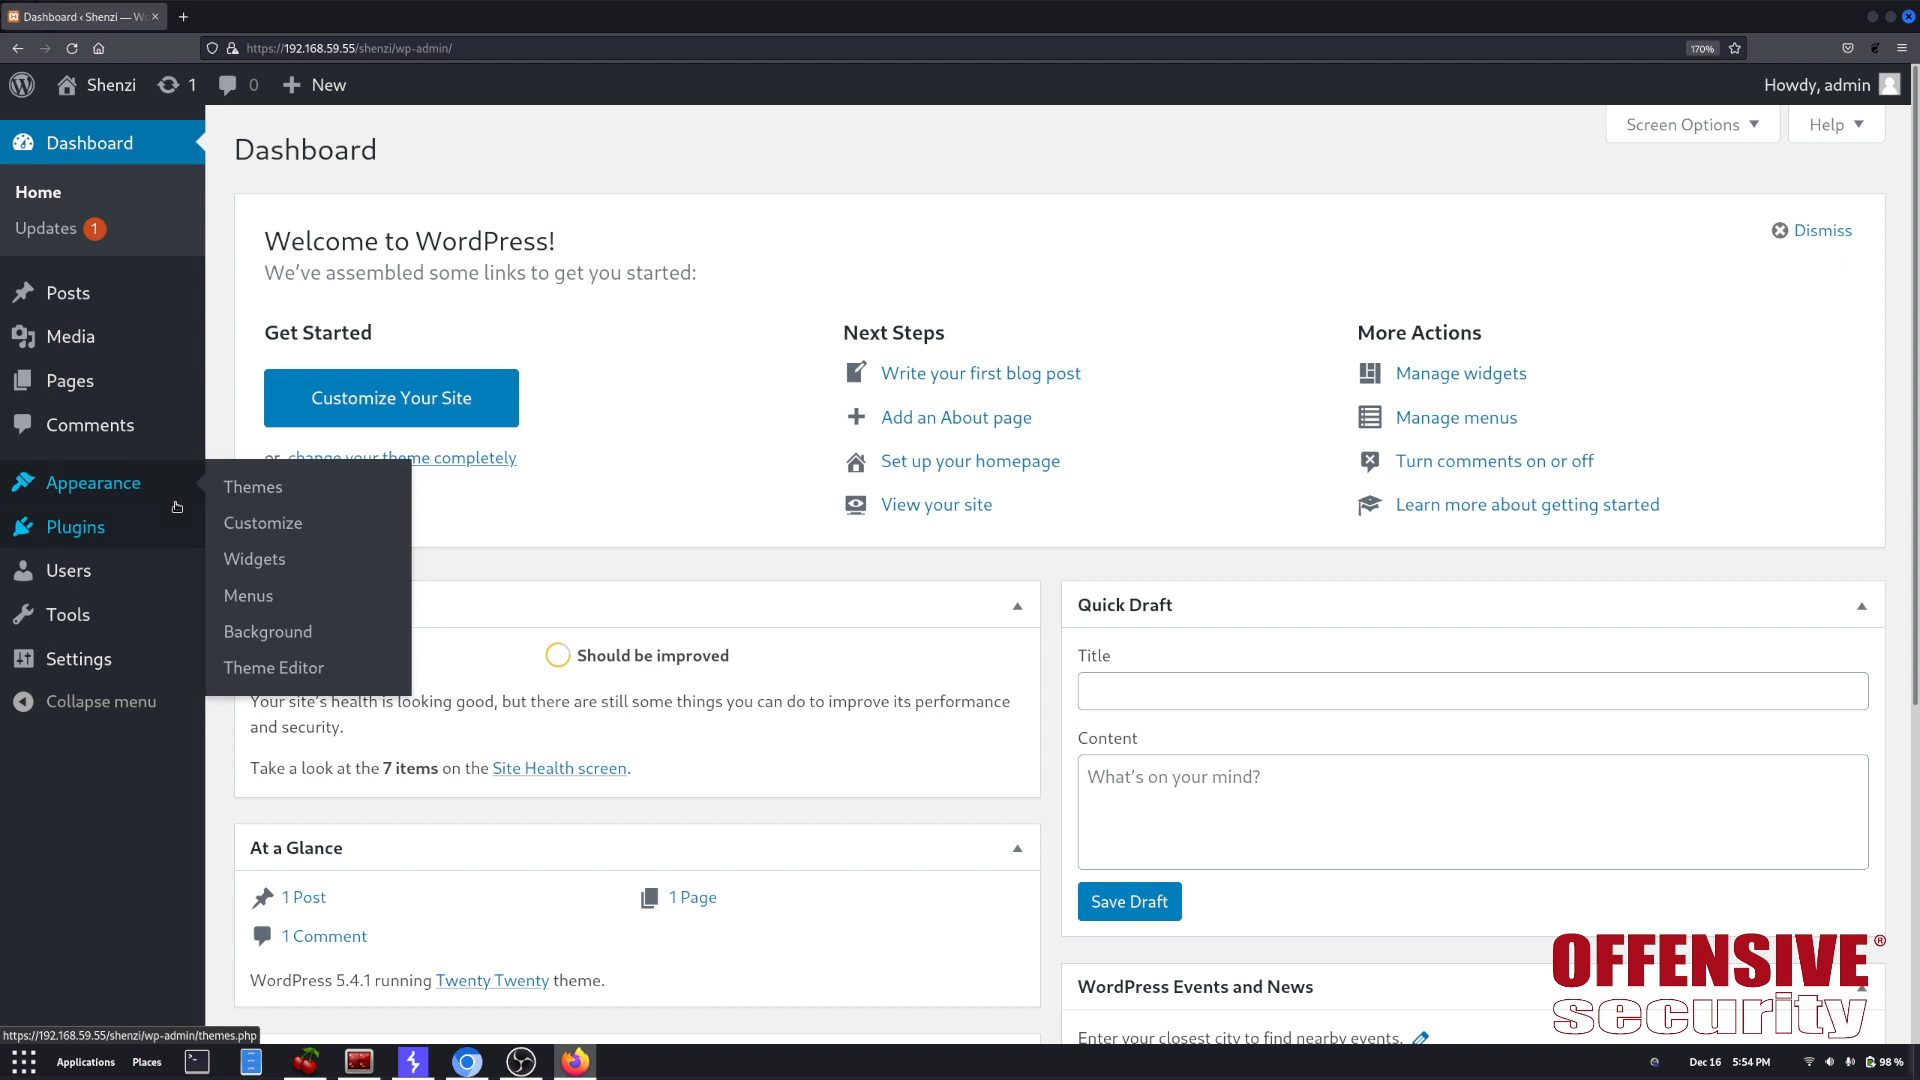 Dashboard ‹ Shenzi — W
https://192.168.59.55/shenzi/wp-admin/
170%
Shenzi
1
0
New
Howdy, admin
Dashboard
Home
Updates 1
Posts
Media
Pages
Comments
Appearance
Plugins
Users
Tools
Settings
Collapse menu
Themes
Customize
Widgets
Menus
Background
Theme Editor
Screen Options
Help
Dashboard
Welcome to WordPress!
We've assembled some links to get you started:
Dismiss
Get Started
Customize Your Site
or, change your theme completely
Next Steps
Write your first blog post
Add an About page
Set up your homepage
View your site
More Actions
Manage widgets
Manage menus
Turn comments on or off
Learn more about getting started
Should be improved
Your site's health is looking good, but there are still some things you can do to improve its performance
and security.
Take a look at the 7 items on the Site Health screen.
At a Glance
1 Post
1 Page
1 Comment
WordPress 5.4.1 running Twenty Twenty theme.
Quick Draft
Title
Content
What's on your mind?
Save Draft
WordPress Events and News
Enter your closest city to find nearby events.
OFFENSIVE®
security
https://192.168.59.55/shenzi/wp-admin/themes.php
Applications
Places
Dec 16 5:54 PM
98 %